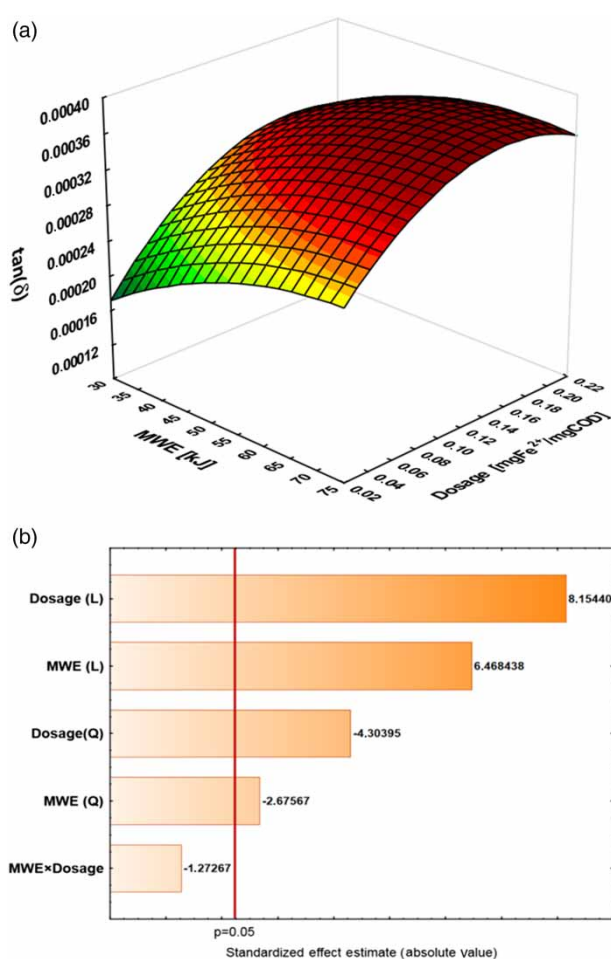 (a)
0.00040
0.00036
0.00032
0.00028
0.00024
0.00020
0.00016
0.00012
tan(δ)
30
35
40
45
50
55
60
65
70
75
MWE [kJ]
0.22
0.20
0.18
0.16
0.14
0.12
0.10
0.08
0.06
0.04
0.02
Dosage [mgFe²⁺/mgCOD]
(b)
Dosage (L) 8.15440
MWE (L) 6.468438
Dosage(Q) -4.30395
MWE (Q) -2.67567
MWE×Dosage -1.27267
p=0.05
Standardized effect estimate (absolute value)